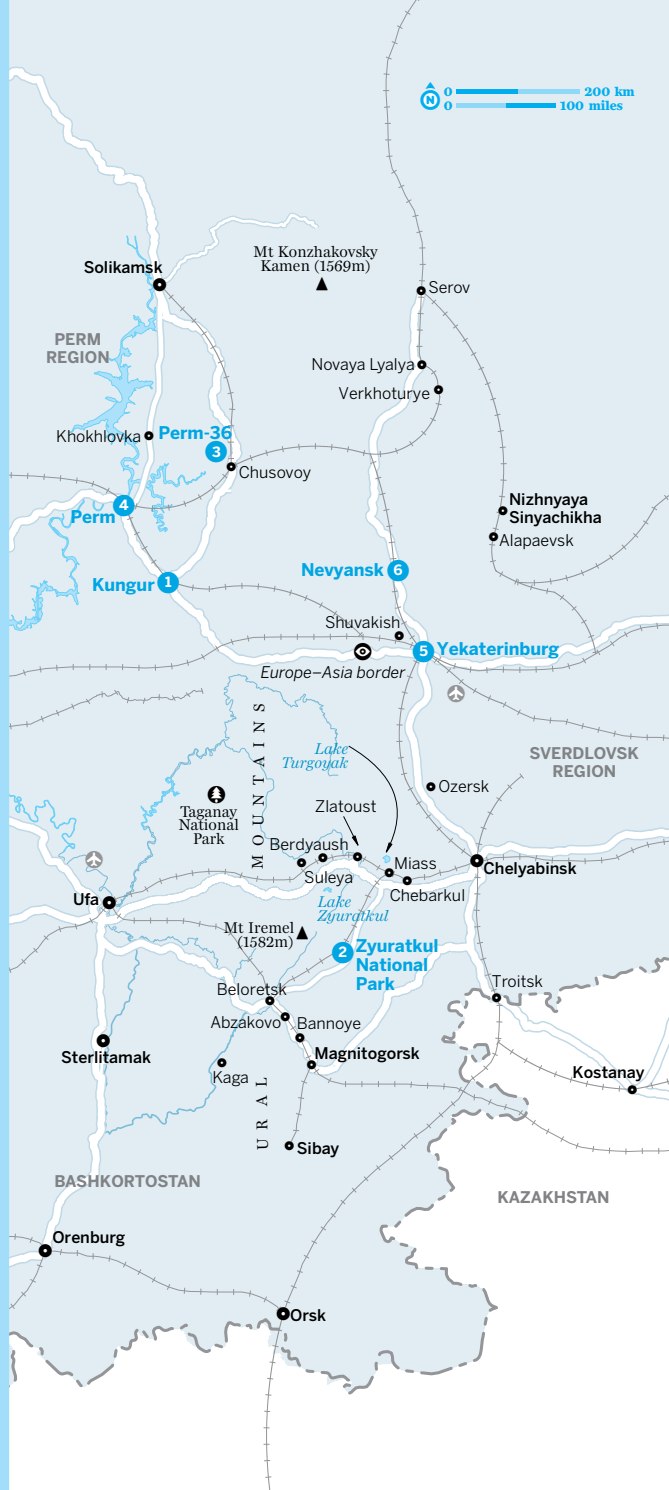 0 200 km
N
0 100 miles
Mt Konzhakovsky
Kamen (1569m)
Solikamsk
Serov
PERM
REGION
Novaya Lyalya
Verkhoturye
Khokhlovka
Perm-36
3
Chusovoy
4
Perm
Nizhnyaya
Sinyachikha
Alapaevsk
Kungur 1
Nevyansk 6
Shuvakish
5 Yekaterinburg
Europe–Asia border
MOUNTAINS
Lake
Turgoyak
SVERDLOVSK
REGION
Ozersk
Taganay
National
Park
Zlatoust
Berdyaush
Miass
Chelyabinsk
Suleya
Chebarkul
Ufa
Lake
Zyuratkul
Mt Iremel
(1582m)
2 Zyuratkul
National
Park
Troitsk
Beloretsk
Abzakovo
Bannoye
Sterlitamak
Magnitogorsk
Kaga
Kostanay
URAL
Sibay
BASHKORTOSTAN
KAZAKHSTAN
Orenburg
Orsk